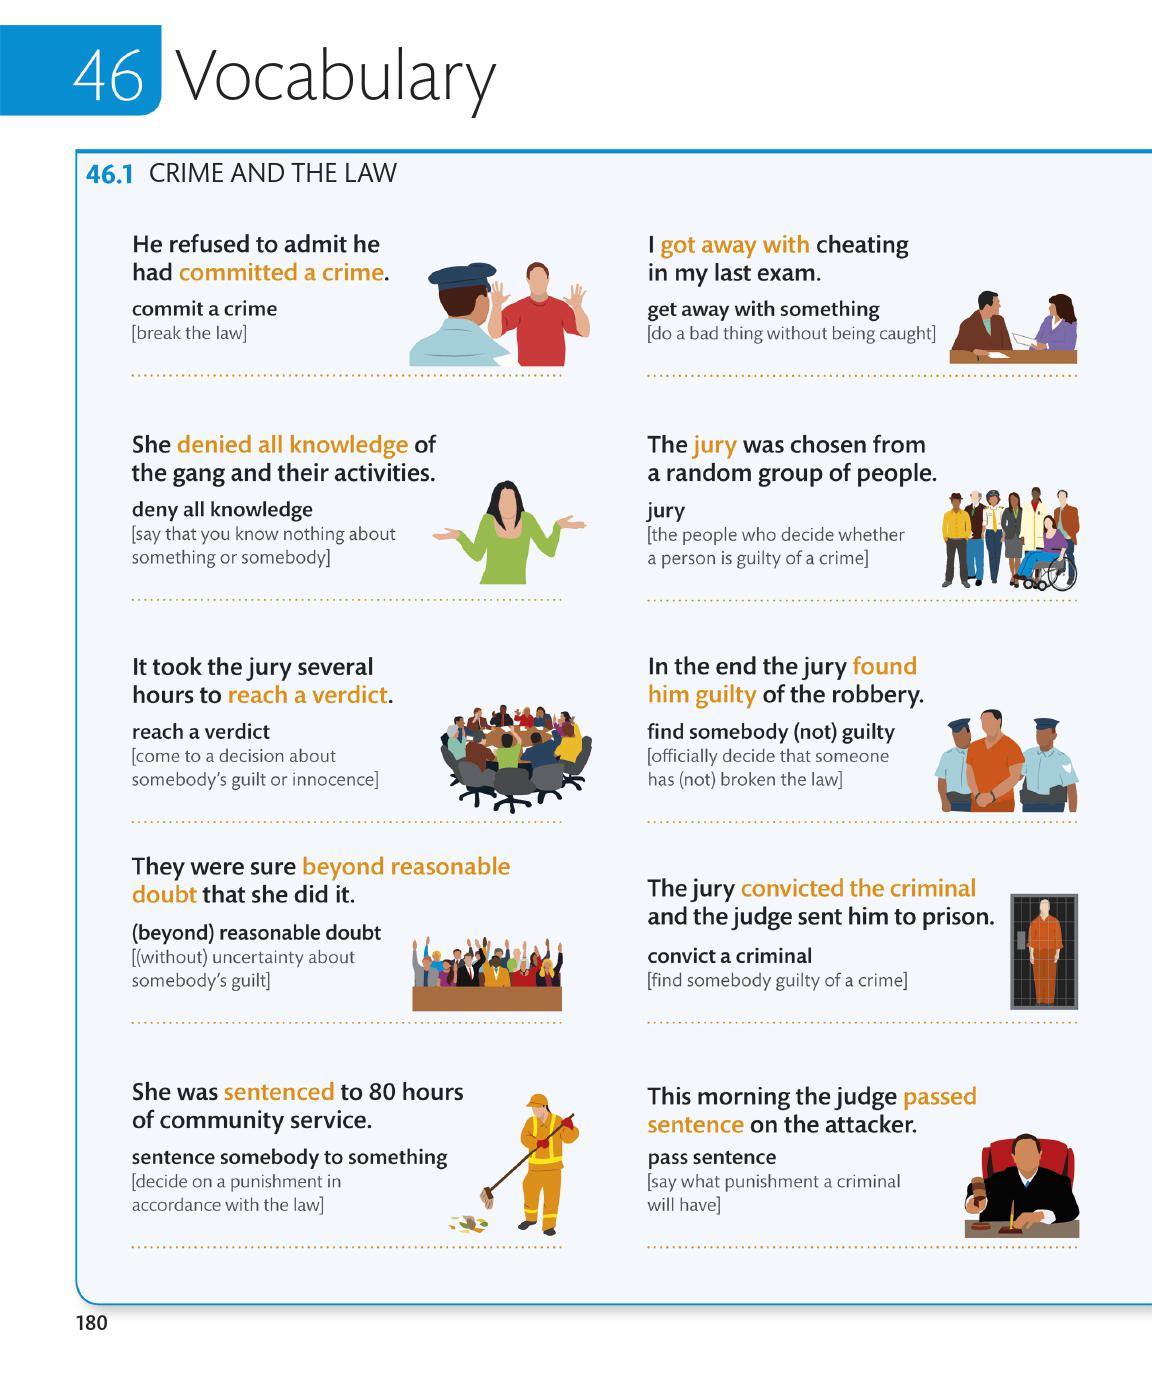 46 Vocabulary
46.1 CRIME AND THE LAW
He refused to admit he
had committed a crime.
commit a crime
[break the law]
I got away with cheating
in my last exam.
get away with something
[do a bad thing without being caught]
She denied all knowledge of
the gang and their activities.
deny all knowledge
[say that you know nothing about
something or somebody]
The jury was chosen from
a random group of people.
jury
[the people who decide whether
a person is guilty of a crime]
It took the jury several
hours to reach a verdict.
reach a verdict
[come to a decision about
somebody's guilt or innocence]
In the end the jury found
him guilty of the robbery.
find somebody (not) guilty
[officially decide that someone
has (not) broken the law]
They were sure beyond reasonable
doubt that she did it.
(beyond) reasonable doubt
[(without) uncertainty about
somebody's guilt]
The jury convicted the criminal
and the judge sent him to prison.
convict a criminal
[find somebody guilty of a crime]
She was sentenced to 80 hours
of community service.
sentence somebody to something
[decide on a punishment in
accordance with the law]
This morning the judge passed
sentence on the attacker.
pass sentence
[say what punishment a criminal
will have]
180